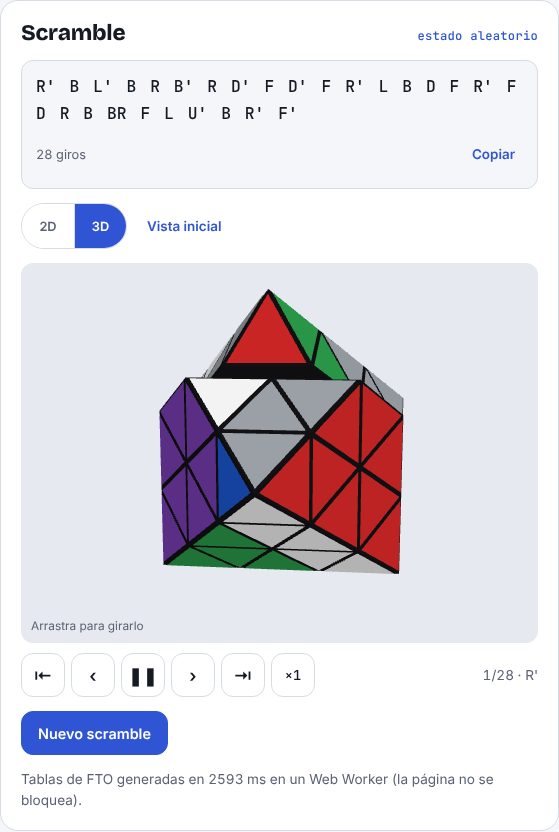 Scramble
estado aleatorio
R' B L' B R B' R D' F D' F R' L B D F R' F
D R B BR F L U' B R' F'
28 giros
Copiar
2D 3D Vista inicial
Arrastra para girarlo
×1
1/28 · R'
Nuevo scramble
Tablas de FTO generadas en 2593 ms en un Web Worker (la página no se
bloquea).